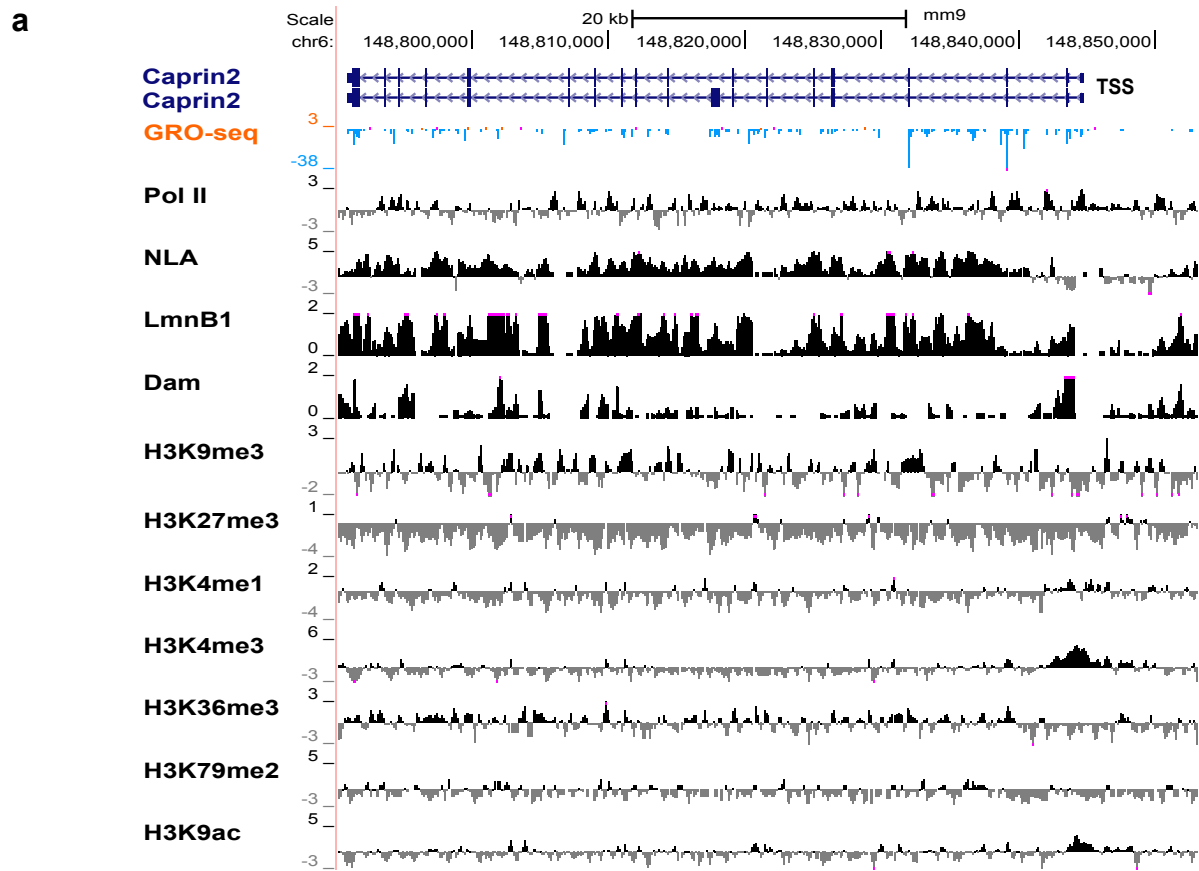 a
Scale 20 kb mm9
chr6: 148,800,000 148,810,000 148,820,000 148,830,000 148,840,000 148,850,000
Caprin2
Caprin2
TSS
3
GRO-seq
-38
3
Pol II
-3
5
NLA
-3
2
LmnB1
0
2
Dam
0
3
H3K9me3
-2
1
H3K27me3
-4
2
H3K4me1
-4
6
H3K4me3
-3
3
H3K36me3
-3
5
H3K79me2
-3
5
H3K9ac
-3